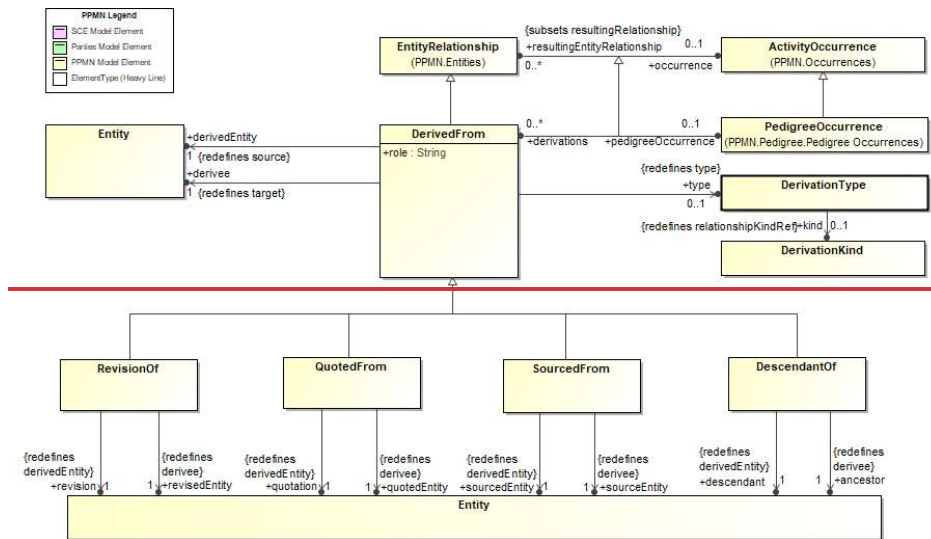 PPMN Legend
SCE Model Element
Parties Model Element
PPMN Model Element
ElementType (Heavy Line)
EntityRelationship
(PPMN.Entities)
{subsets resultingRelationship}
+resultingEntityRelationship
0..1
0..*
+occurrence
ActivityOccurrence
(PPMN.Occurrences)
Entity
+derivedEntity
1 {redefines source}
+derivee
1 {redefines target}
DerivedFrom
+role : String
0..*
0..1
+derivations
+pedigreeOccurrence
PedigreeOccurrence
(PPMN.Pedigree.Pedigree Occurrences)
{redefines type}
+type
0..1
DerivationType
{redefines relationshipKindRef}
+kind
0..1
DerivationKind
RevisionOf
QuotedFrom
SourcedFrom
DescendantOf
{redefines
derivedEntity}
+revision 1
{redefines
derivee}
1 +revisedEntity
{redefines
derivedEntity}
+quotation 1
{redefines
derivee}
1 +quotedEntity
{redefines
derivedEntity}
+sourcedEntity 1
{redefines
derivee}
1 +sourceEntity
{redefines
derivedEntity}
+descendant 1
{redefines
derivee}
1 +ancestor
Entity